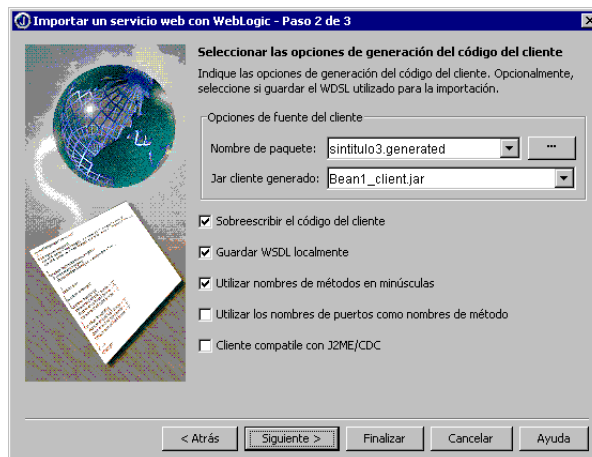 Importar un servicio web con WebLogic - Paso 2 de 3
Seleccionar las opciones de generación del código del cliente
Indique las opciones de generación del código del cliente. Opcionalmente,
seleccione si guardar el WDSL utilizado para la importación.
Opciones de fuente del cliente
Nombre de paquete: sintitulo3.generated ...
Jar cliente generado: Bean1_client.jar
Sobreescribir el código del cliente
Guardar WSDL localmente
Utilizar nombres de métodos en minúsculas
Utilizar los nombres de puertos como nombres de método
Cliente compatile con J2ME/CDC
< Atrás Siguiente > Finalizar Cancelar Ayuda